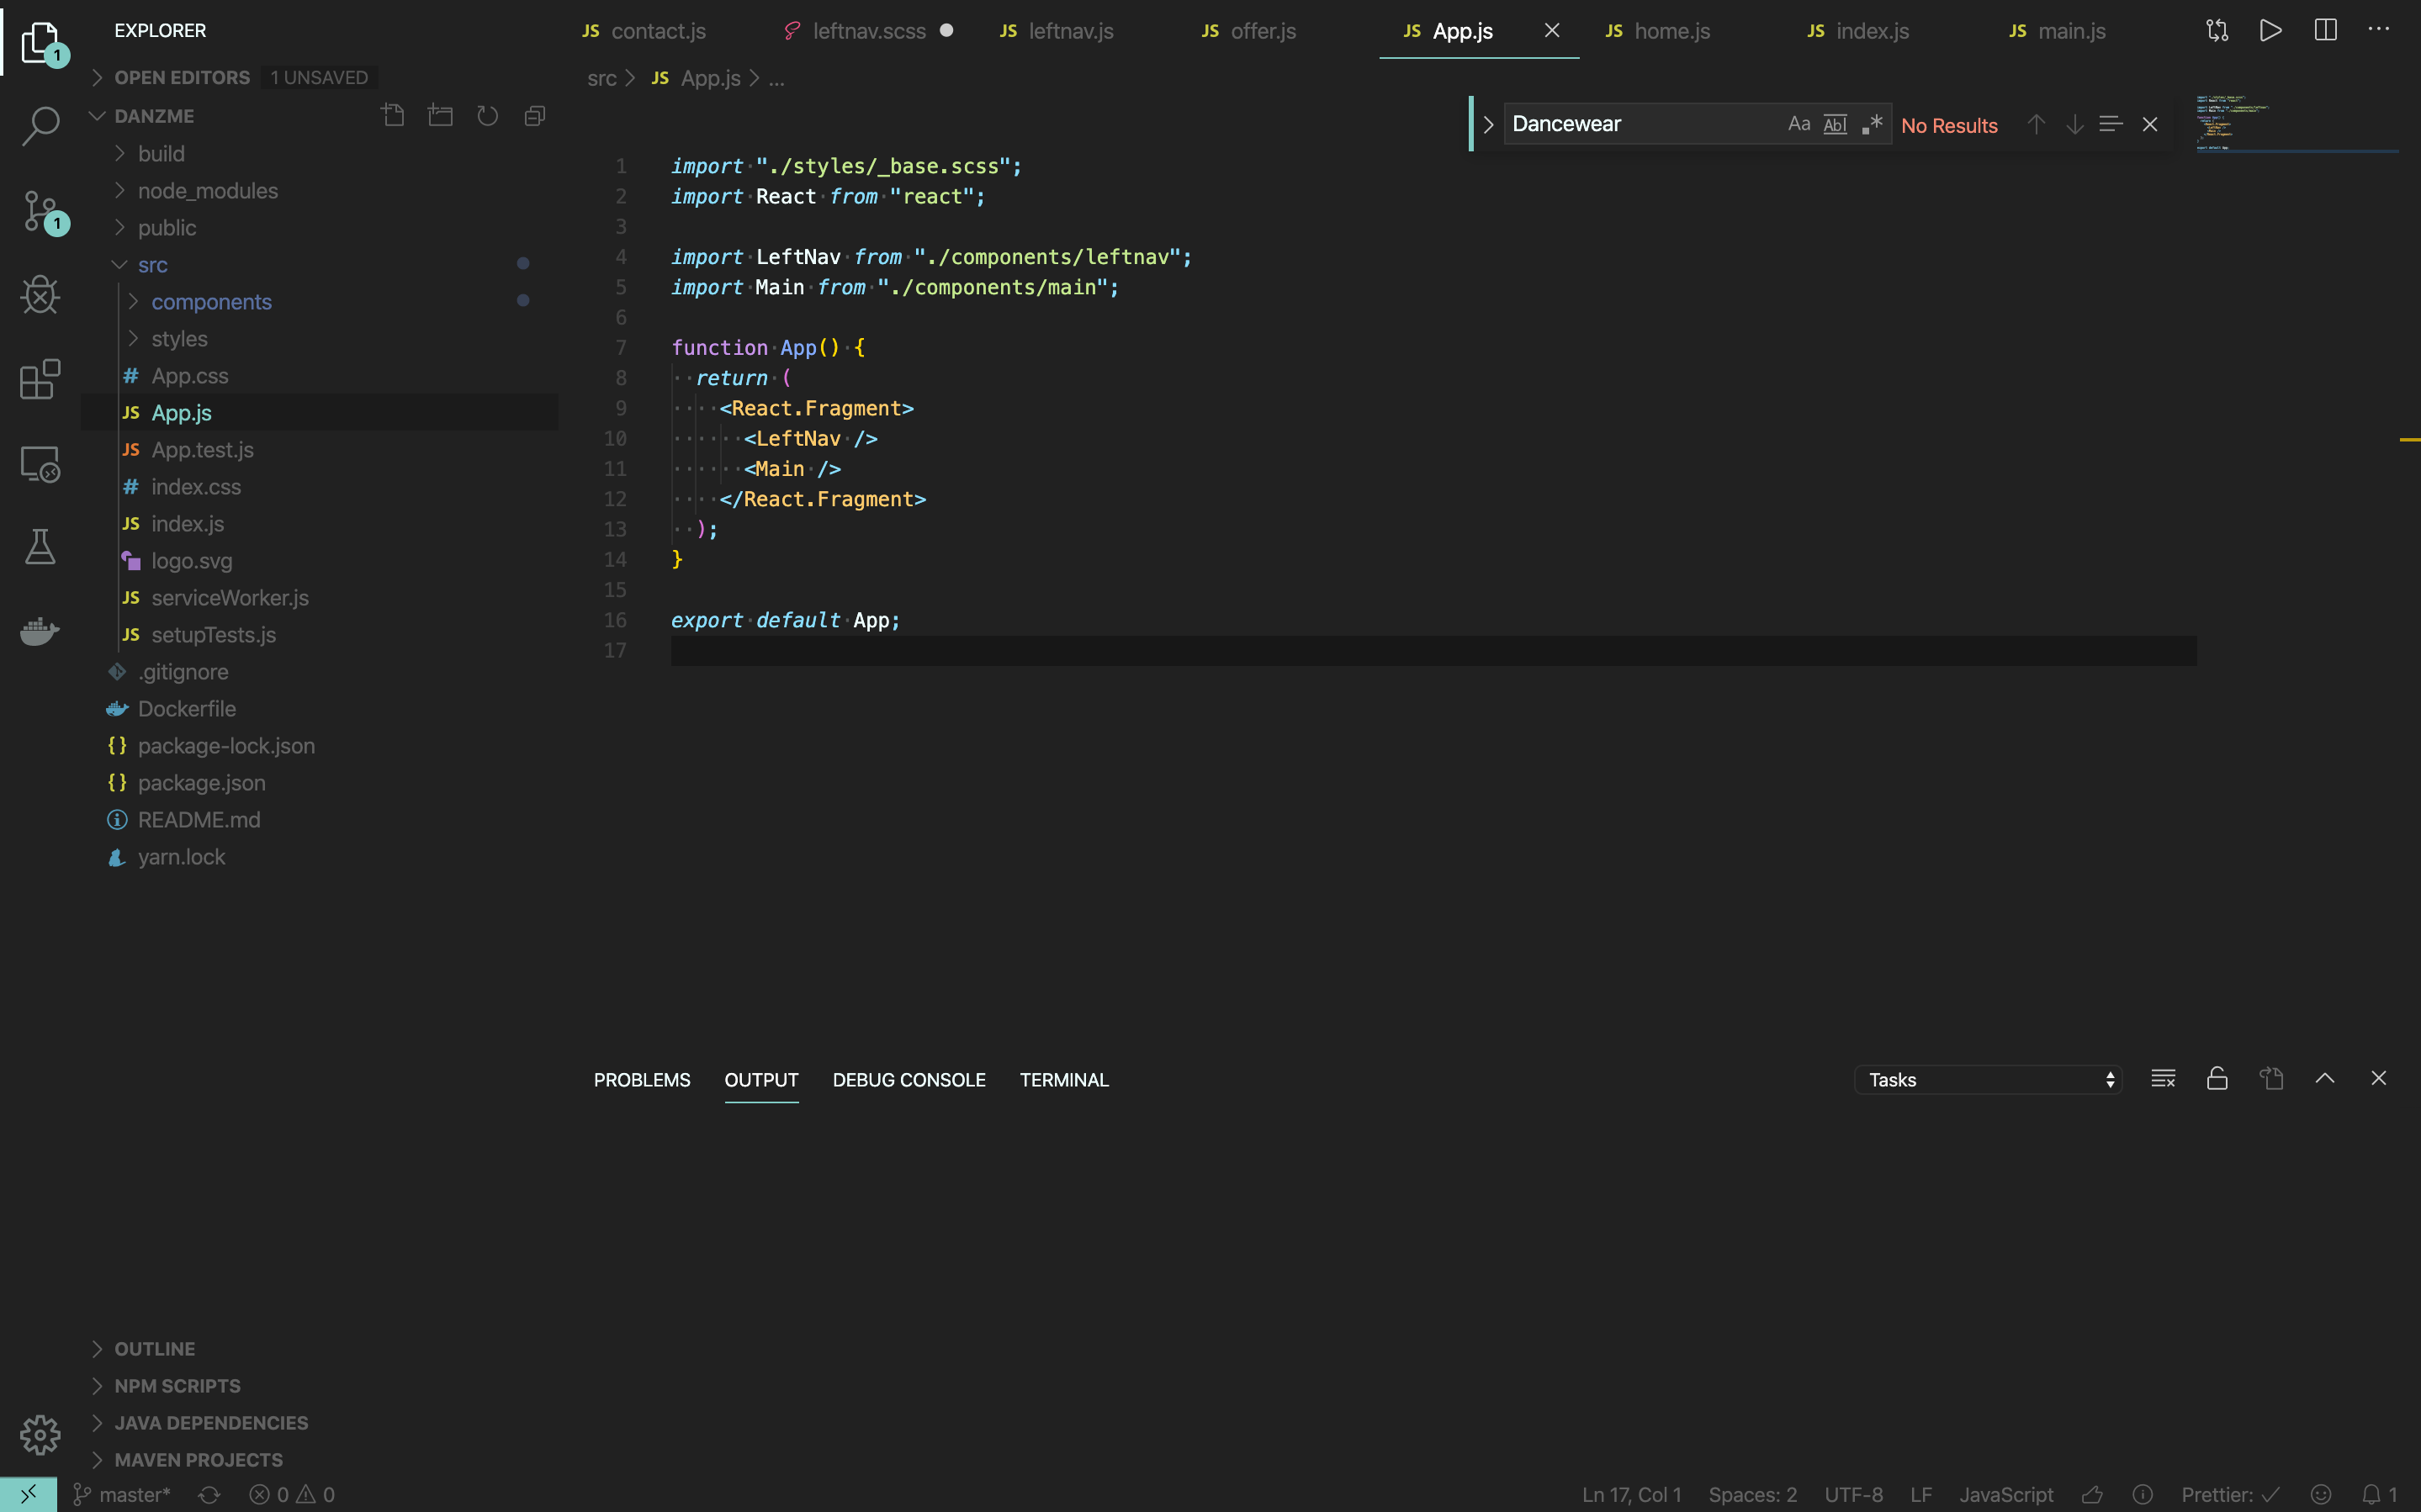 EXPLORER
contact.js
leftnav.scss
leftnav.js
offer.js
App.js
home.js
index.js
main.js
OPEN EDITORS 1 UNSAVED
DANZME
build
node_modules
public
src
components
styles
App.css
App.js
App.test.js
index.css
index.js
logo.svg
serviceWorker.js
setupTests.js
.gitignore
Dockerfile
package-lock.json
package.json
README.md
yarn.lock
OUTLINE
NPM SCRIPTS
JAVA DEPENDENCIES
MAVEN PROJECTS
src > JS App.js > ...
Dancewear Aa Abl .* No Results
1 import "./styles/_base.scss";
2 import React from "react";
3
4 import LeftNav from "./components/leftnav";
5 import Main from "./components/main";
6
7 function App() {
8   return (
9     <React.Fragment>
10       <LeftNav />
11       <Main />
12     </React.Fragment>
13   );
14 }
15
16 export default App;
17
PROBLEMS OUTPUT DEBUG CONSOLE TERMINAL Tasks
master* 0 0 Ln 17, Col 1 Spaces: 2 UTF-8 LF JavaScript Prettier: ✓ 1